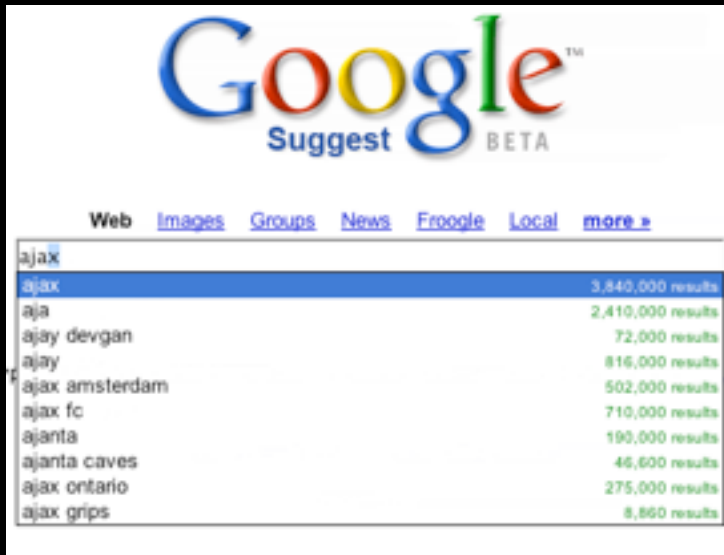 Google™
Suggest BETA
Web Images Groups News Froogle Local more »
ajax
ajax 3,840,000 results
aja 2,410,000 results
ajay devgan 72,000 results
ajay 816,000 results
ajax amsterdam 502,000 results
ajax fc 710,000 results
ajanta 190,000 results
ajanta caves 46,600 results
ajax ontario 275,000 results
ajax grips 8,860 results